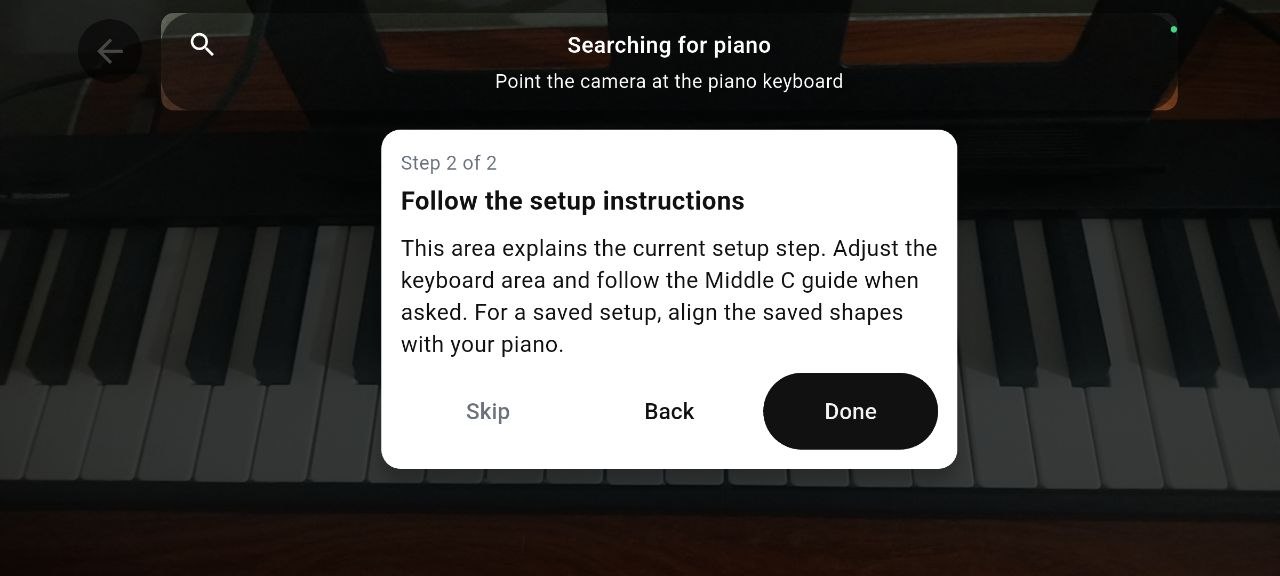 Searching for piano
Point the camera at the piano keyboard
Step 2 of 2
Follow the setup instructions
This area explains the current setup step. Adjust the
keyboard area and follow the Middle C guide when
asked. For a saved setup, align the saved shapes
with your piano.
Skip
Back
Done